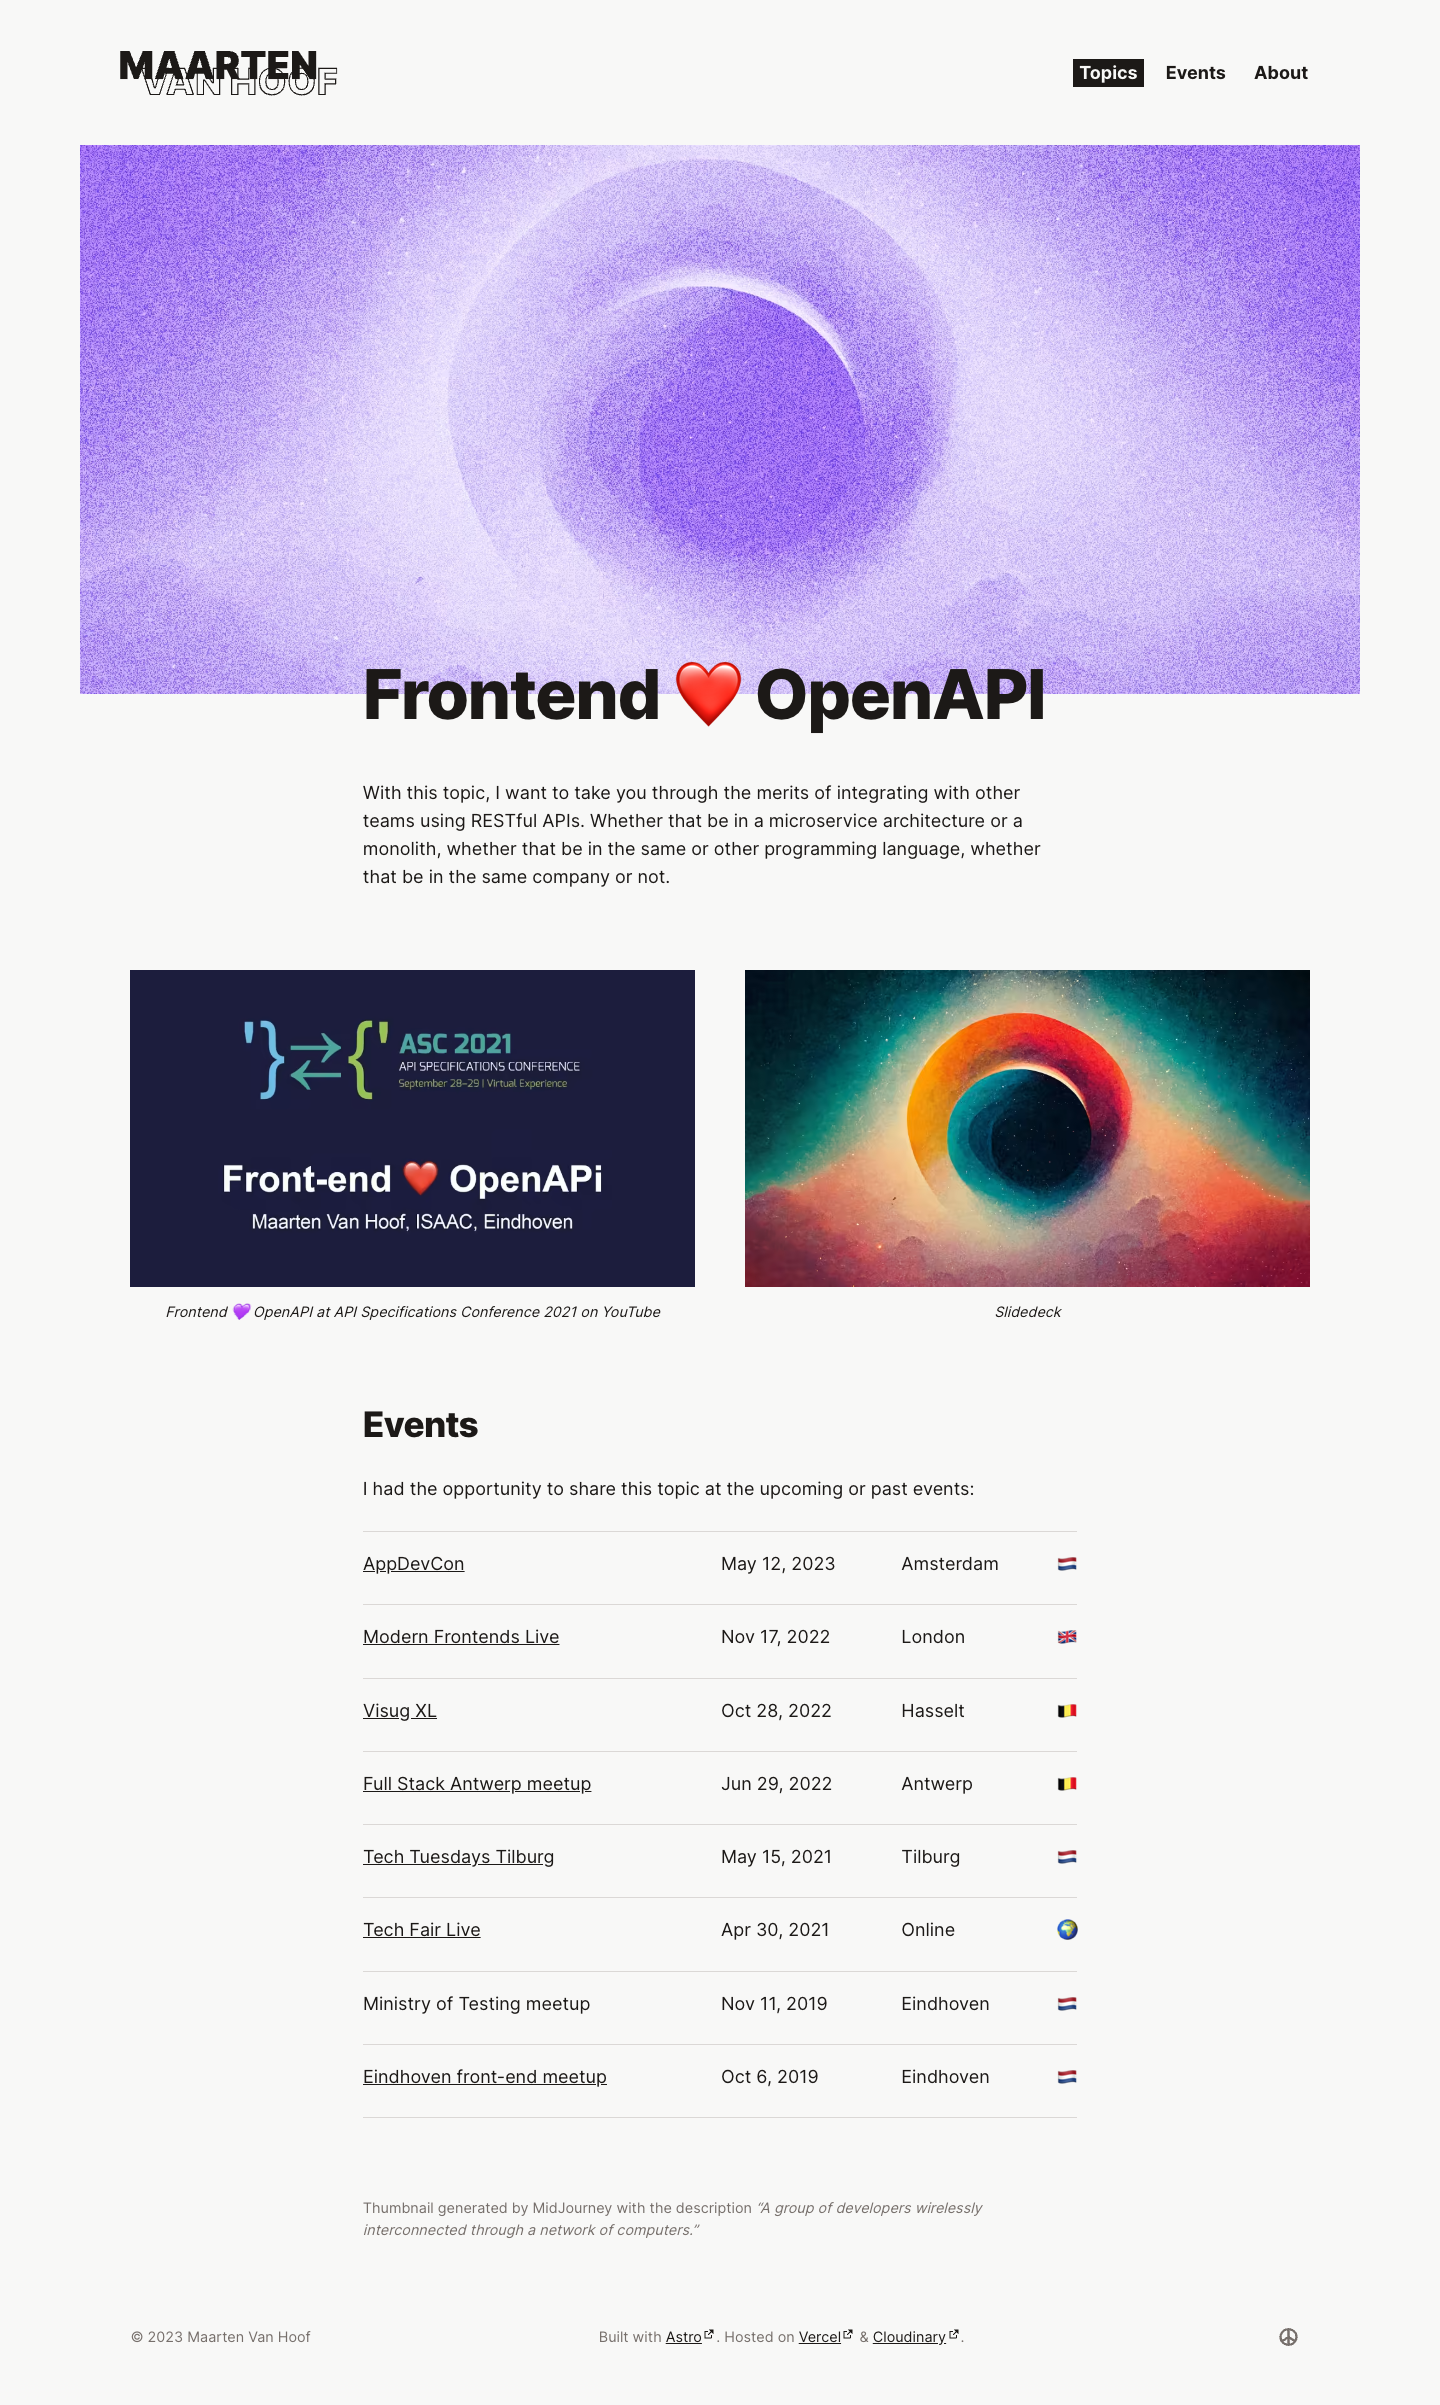 MAARTEN
VAN HOOF
Topics Events About
Frontend ❤️ OpenAPI
With this topic, I want to take you through the merits of integrating with other
teams using RESTful APIs. Whether that be in a microservice architecture or a
monolith, whether that be in the same or other programming language, whether
that be in the same company or not.
'}⇄{' ASC 2021
API SPECIFICATIONS CONFERENCE
September 28–29 | Virtual Experience
Front-end ❤️ OpenAPi
Maarten Van Hoof, ISAAC, Eindhoven
Frontend 💜 OpenAPI at API Specifications Conference 2021 on YouTube
Slidedeck
Events
I had the opportunity to share this topic at the upcoming or past events:
AppDevCon May 12, 2023 Amsterdam 🇳🇱
Modern Frontends Live Nov 17, 2022 London 🇬🇧
Visug XL Oct 28, 2022 Hasselt 🇧🇪
Full Stack Antwerp meetup Jun 29, 2022 Antwerp 🇧🇪
Tech Tuesdays Tilburg May 15, 2021 Tilburg 🇳🇱
Tech Fair Live Apr 30, 2021 Online 🌍
Ministry of Testing meetup Nov 11, 2019 Eindhoven 🇳🇱
Eindhoven front-end meetup Oct 6, 2019 Eindhoven 🇳🇱
Thumbnail generated by MidJourney with the description “A group of developers wirelessly
interconnected through a network of computers.”
© 2023 Maarten Van Hoof
Built with Astro. Hosted on Vercel & Cloudinary.
☮